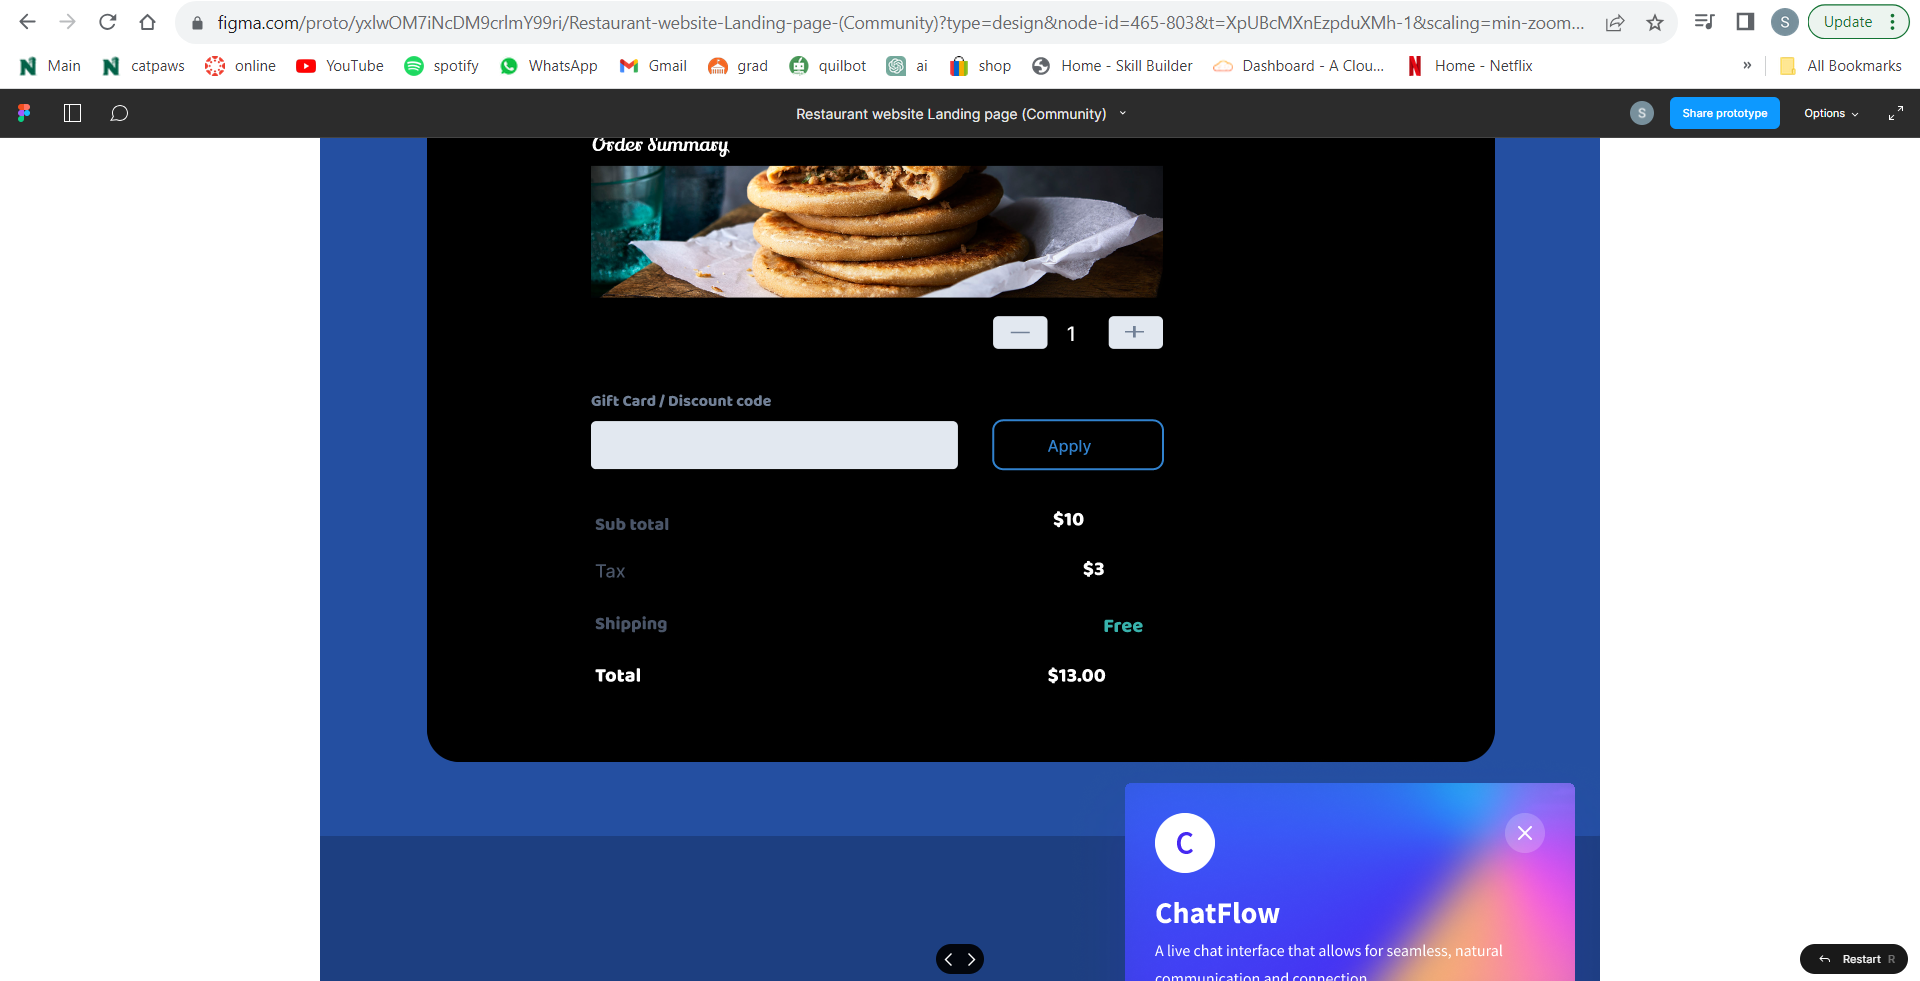 figma.com/proto/yxlwOM7iNcDM9crlmY99ri/Restaurant-website-Landing-page-(Community)?type=design&node-id=465-803&t=XpUBcMXnEzpduXMh-1&scaling=min-zoom...
S
Update
Main
catpaws
online
YouTube
spotify
WhatsApp
Gmail
grad
quilbot
ai
shop
Home - Skill Builder
Dashboard - A Clou...
Home - Netflix
»
All Bookmarks
Restaurant website Landing page (Community)
S
Share prototype
Options
Order Summary
1
Gift Card / Discount code
Apply
Sub total
$10
Tax
$3
Shipping
Free
Total
$13.00
C
ChatFlow
A live chat interface that allows for seamless, natural
communication and connection.
Restart R